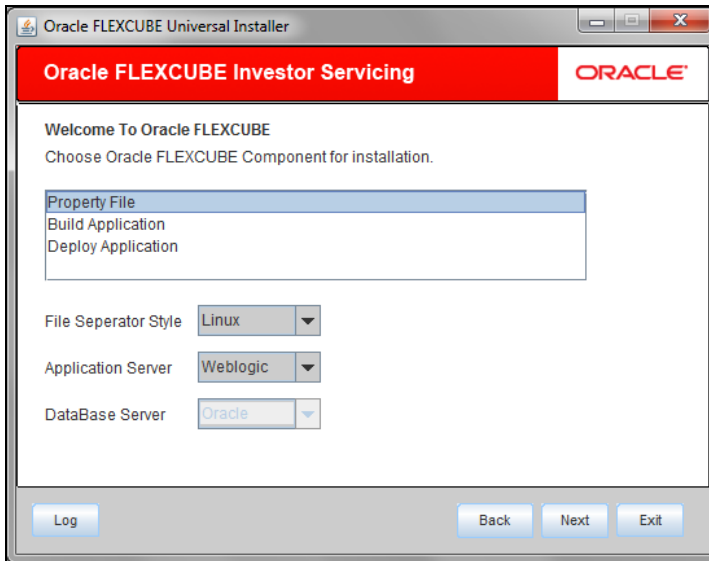 Oracle FLEXCUBE Universal Installer
Oracle FLEXCUBE Investor Servicing
ORACLE
Welcome To Oracle FLEXCUBE
Choose Oracle FLEXCUBE Component for installation.
Property File
Build Application
Deploy Application
File Seperator Style Linux
Application Server Weblogic
DataBase Server Oracle
Log Back Next Exit